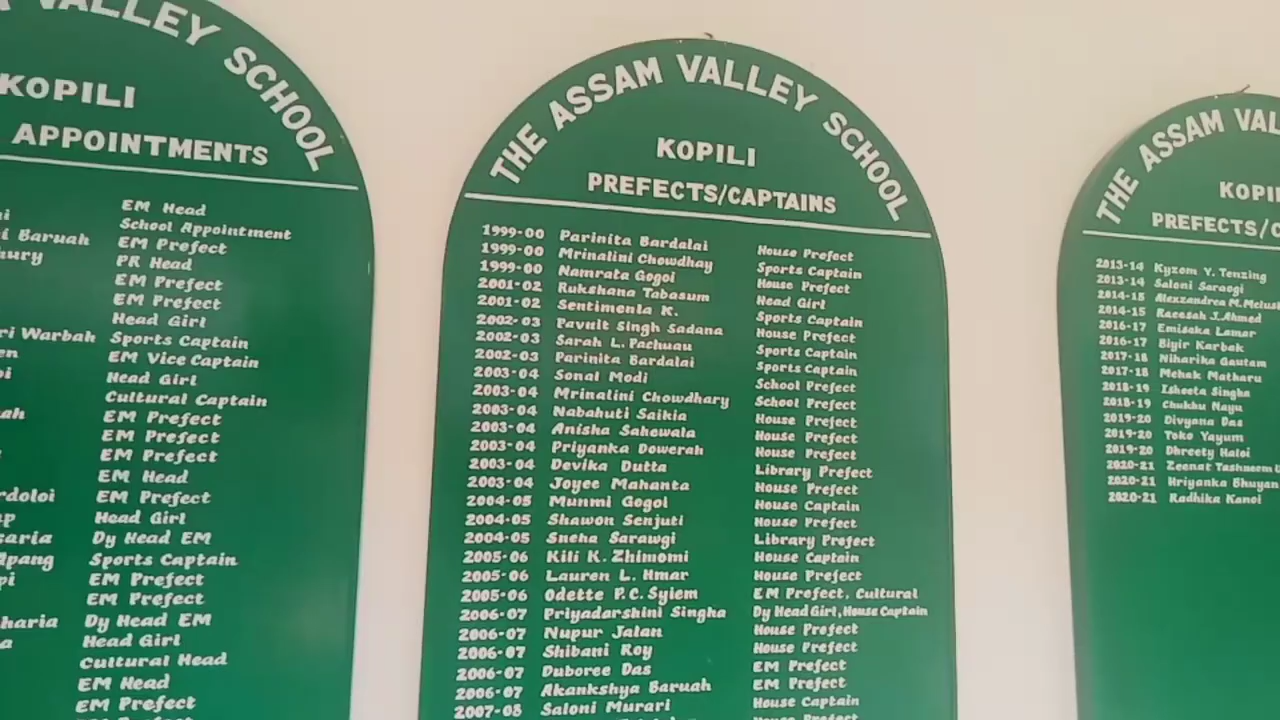 VALLEY SCHOOL
KOPILI
APPOINTMENTS
EM Head
School Appointment
i Baruah EM Prefect
PR Head
EM Prefect
EM Prefect
Head Girl
ri Warbah Sports Captain
EM Vice Captain
Head Girl
Cultural Captain
EM Prefect
EM Prefect
EM Prefect
EM Head
rdoloi EM Prefect
Head Girl
Dy Head EM
Sports Captain
EM Prefect
EM Prefect
haria Dy Head EM
Head Girl
Cultural Head
EM Head
EM Prefect
THE ASSAM VALLEY SCHOOL
KOPILI
PREFECTS/CAPTAINS
1999-00 Parinita Bardalai House Prefect
1999-00 Mrinalini Chowdhay Sports Captain
1999-00 Namrata Gogoi House Prefect
2001-02 Rukshana Tabasum Head Girl
2001-02 Sentimenla K. Sports Captain
2002-03 Pavnit Singh Sadana House Prefect
2002-03 Sarah L. Pachuau Sports Captain
2002-03 Parinita Bardalai Sports Captain
2003-04 Sonal Modi School Prefect
2003-04 Mrinalini Chowdhary School Prefect
2003-04 Nabahuti Saikia House Prefect
2003-04 Anisha Sahewala House Prefect
2003-04 Priyanka Dowerah House Prefect
2003-04 Devika Dutta Library Prefect
2003-04 Joyee Mahanta House Prefect
2004-05 Munmi Gogoi House Captain
2004-05 Shawon Senjuti House Prefect
2004-05 Sneha Sarawgi Library Prefect
2005-06 Kili K. Zhimomi House Captain
2005-06 Lauren L. Hmar House Prefect
2005-06 Odette P.C. Syiem EM Prefect, Cultural
2006-07 Priyadarshini Singha Dy Head Girl, House Captain
2006-07 Nupur Jalan House Prefect
2006-07 Shibani Roy House Prefect
2006-07 Duboree Das EM Prefect
2006-07 Akankshya Baruah EM Prefect
2007-08 Saloni Murari House Captain
THE ASSAM VAL
KOPI
PREFECTS/C
2013-14 Kyzom Y. Tenzing
2013-14 Saloni Saraogi
2014-15 Alexzandrea M.
2014-15 Raeesah J. Ahmed
2016-17 Emisaka Lamar
2016-17 Biyir Karbak
2017-18 Niharika Gautam
2017-18 Mehak Matharu
2018-19 Isheeta Singha
2018-19 Chukhu Nayu
2019-20 Divyana Das
2019-20 Toko Yayum
2019-20 Dhreety Haloi
2020-21 Zeenat Tashneem
2020-21 Hriyanka Bhuyan
2020-21 Radhika Kanoi